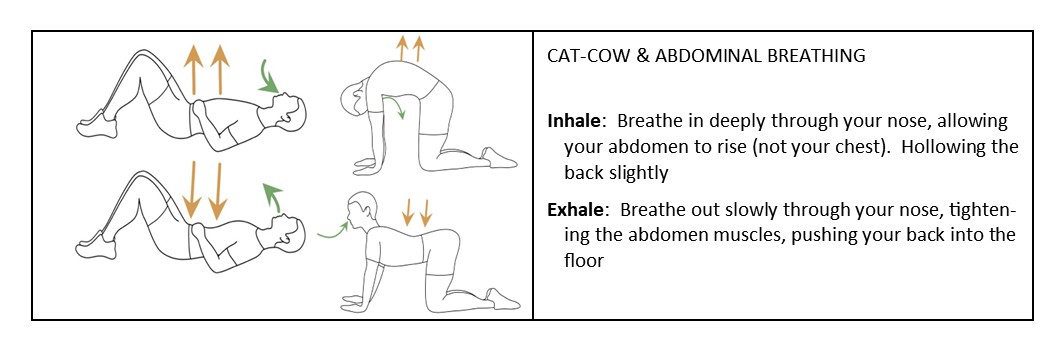 CAT-COW & ABDOMINAL BREATHING
Inhale:  Breathe in deeply through your nose, allowing
your abdomen to rise (not your chest).  Hollowing the
back slightly
Exhale:  Breathe out slowly through your nose, tighten-
ing the abdomen muscles, pushing your back into the
floor